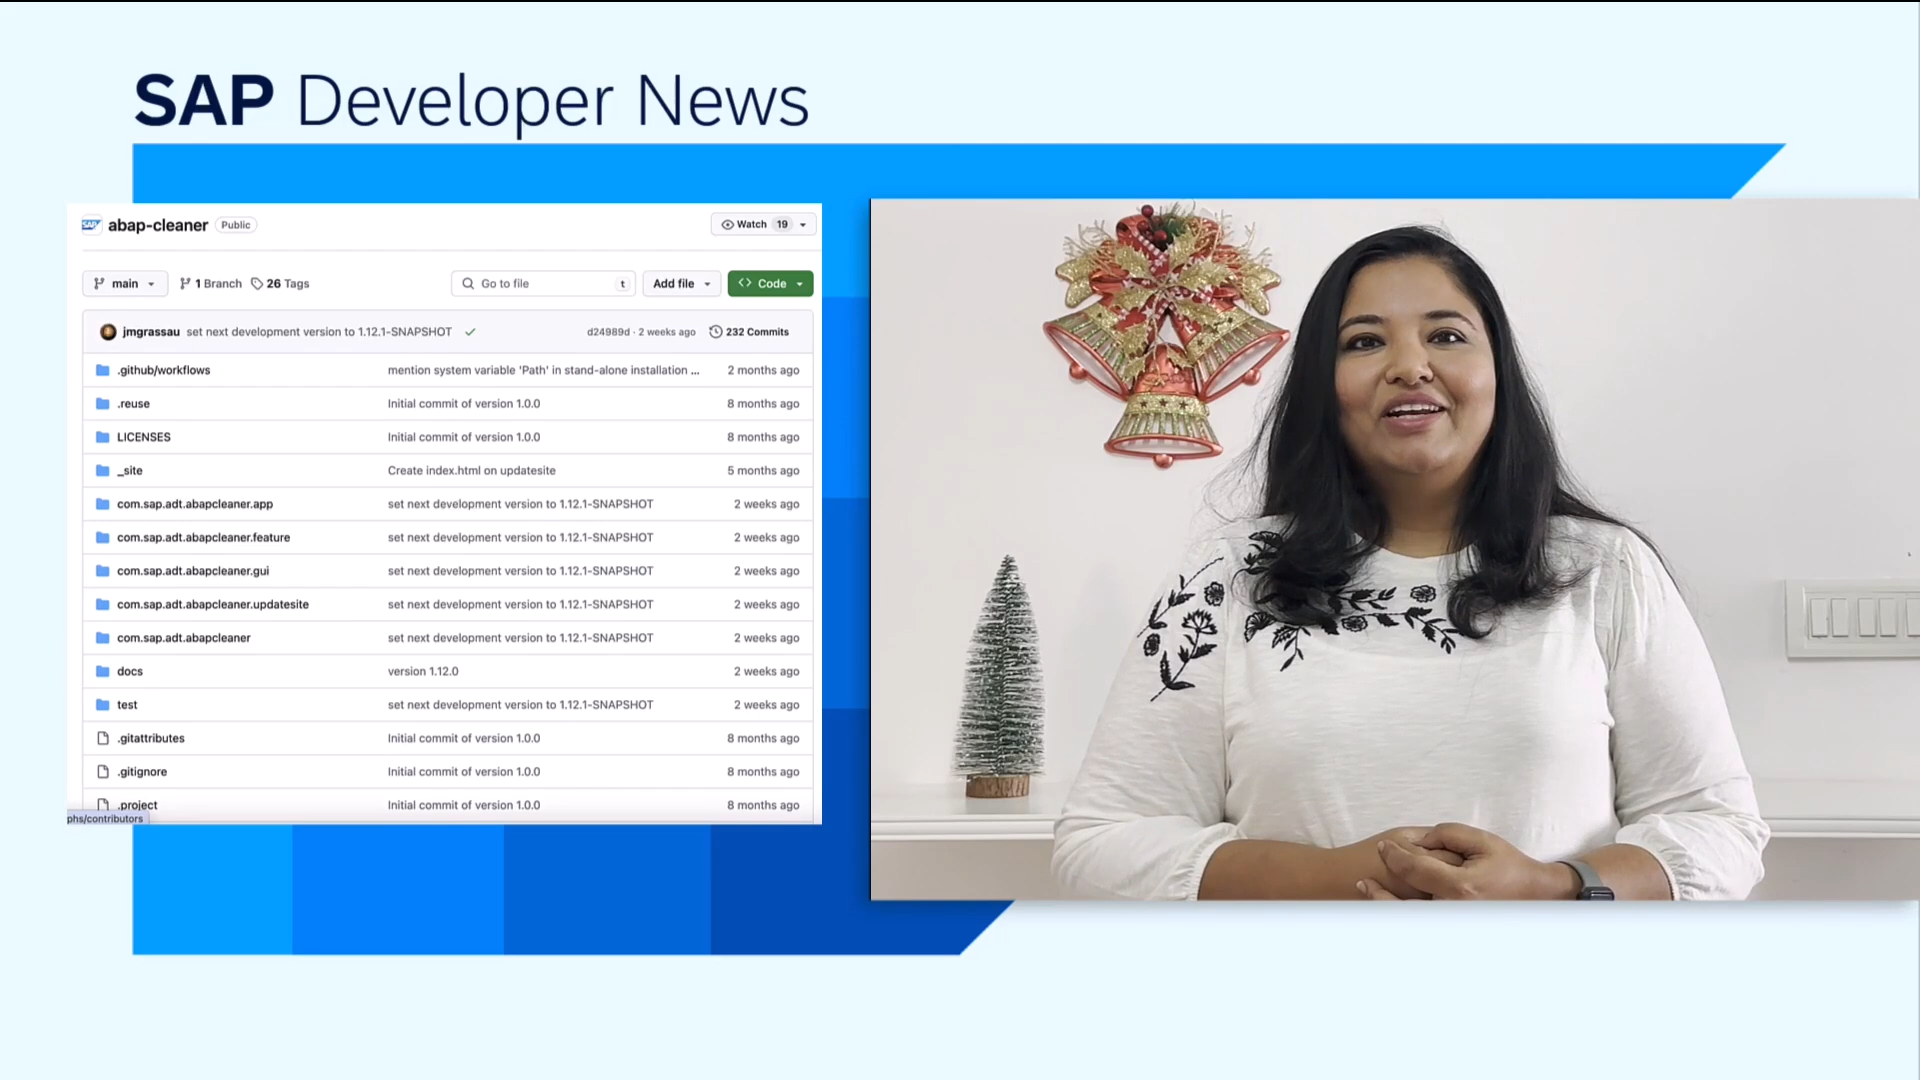 SAP Developer News
SAP abap-cleaner Public
Watch 19
main 1 Branch 26 Tags Go to file t Add file Code
jmgrassau set next development version to 1.12.1-SNAPSHOT d24989d · 2 weeks ago 232 Commits
.github/workflows mention system variable 'Path' in stand-alone installation ... 2 months ago
.reuse Initial commit of version 1.0.0 8 months ago
LICENSES Initial commit of version 1.0.0 8 months ago
_site Create index.html on updatesite 5 months ago
com.sap.adt.abapcleaner.app set next development version to 1.12.1-SNAPSHOT 2 weeks ago
com.sap.adt.abapcleaner.feature set next development version to 1.12.1-SNAPSHOT 2 weeks ago
com.sap.adt.abapcleaner.gui set next development version to 1.12.1-SNAPSHOT 2 weeks ago
com.sap.adt.abapcleaner.updatesite set next development version to 1.12.1-SNAPSHOT 2 weeks ago
com.sap.adt.abapcleaner set next development version to 1.12.1-SNAPSHOT 2 weeks ago
docs version 1.12.0 2 weeks ago
test set next development version to 1.12.1-SNAPSHOT 2 weeks ago
.gitattributes Initial commit of version 1.0.0 8 months ago
.gitignore Initial commit of version 1.0.0 8 months ago
.project Initial commit of version 1.0.0 8 months ago
phs/contributors